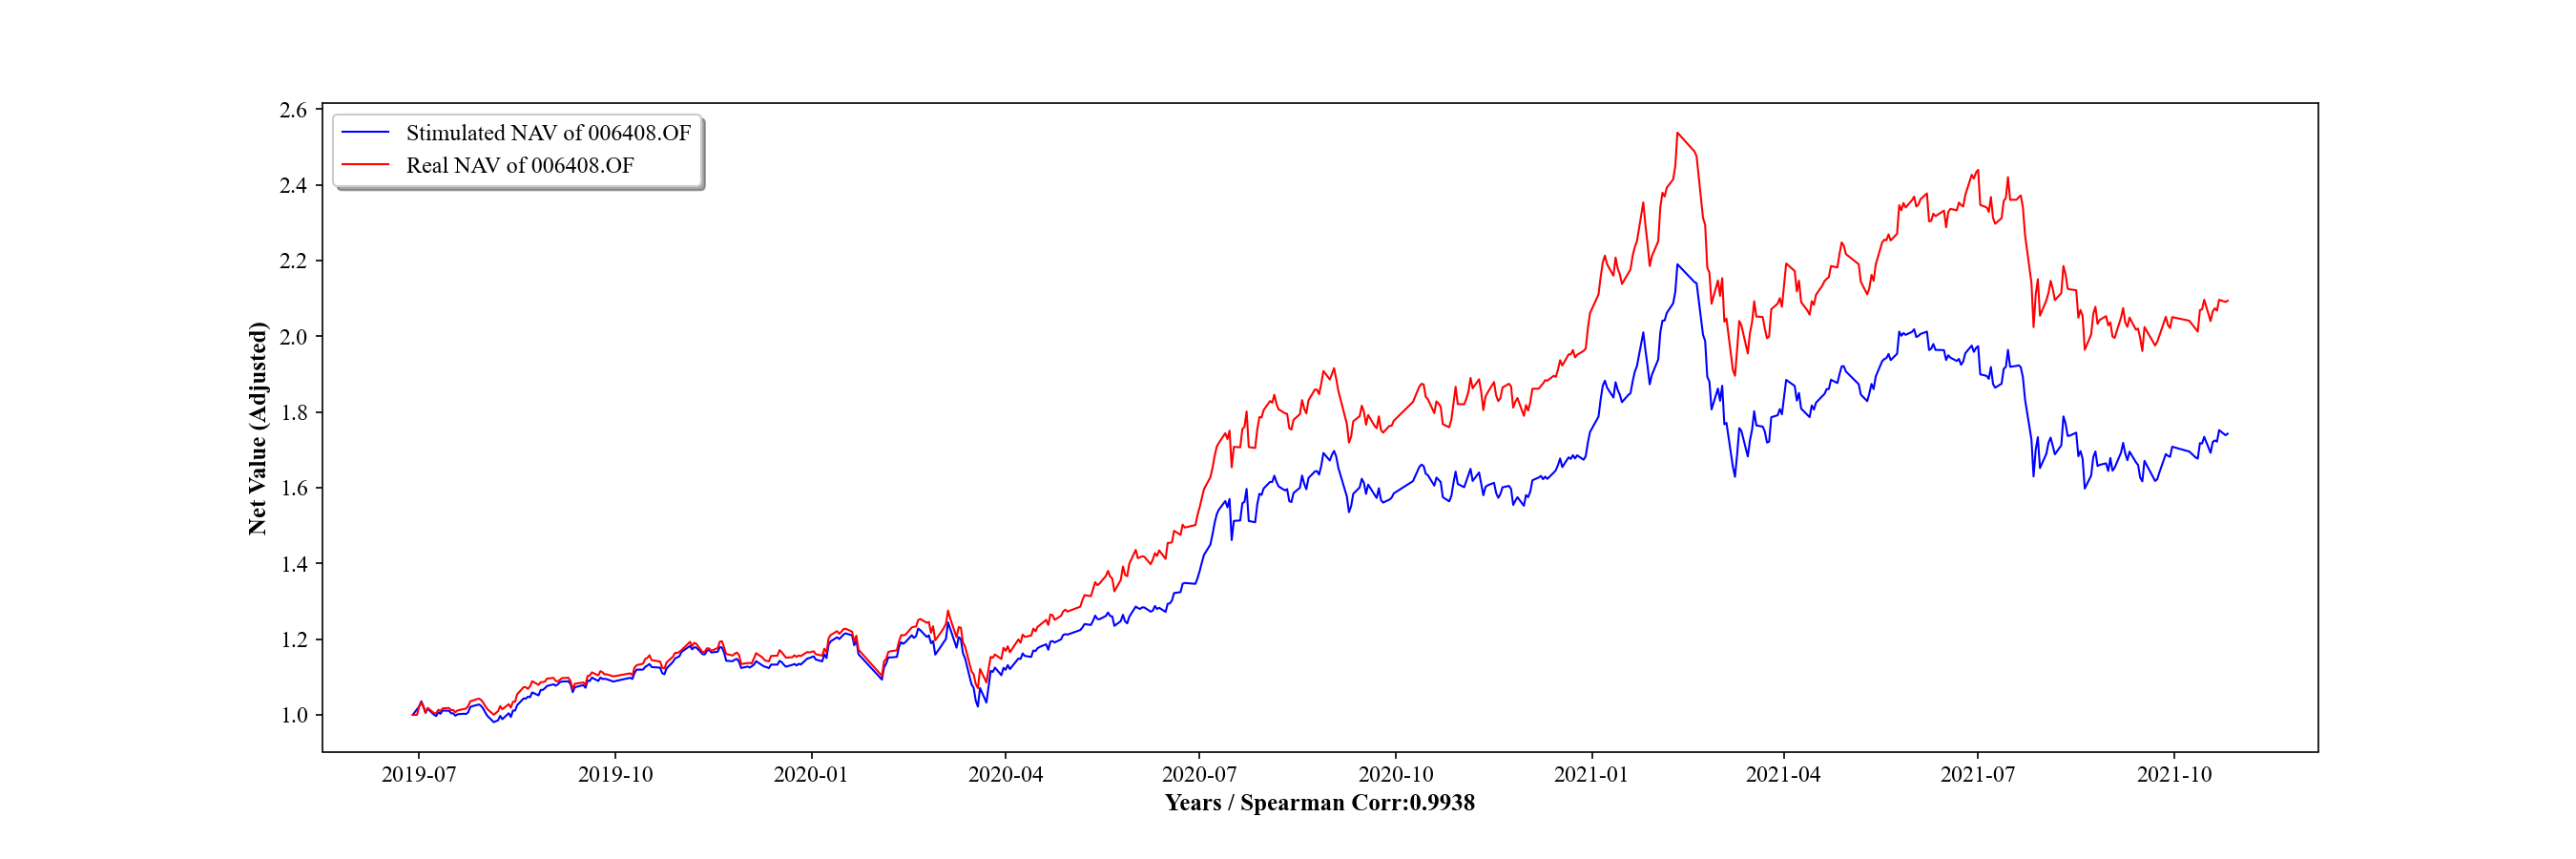 Stimulated NAV of 006408.OF
Real NAV of 006408.OF
2.6
2.4
2.2
2.0
1.8
1.6
1.4
1.2
1.0
Net Value (Adjusted)
2019-07 2019-10 2020-01 2020-04 2020-07 2020-10 2021-01 2021-04 2021-07 2021-10
Years / Spearman Corr:0.9938